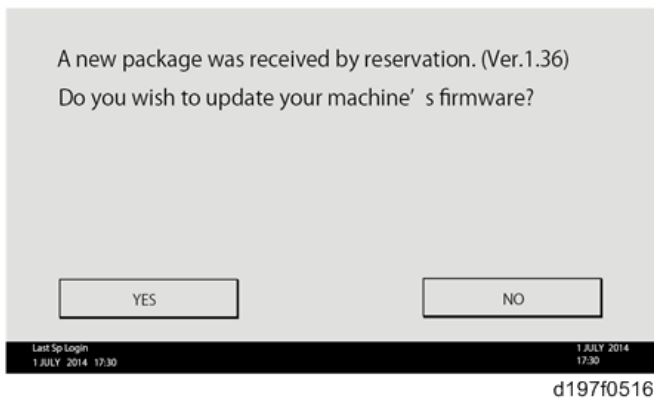 A new package was received by reservation. (Ver.1.36)
Do you wish to update your machine’ s firmware?
YES
NO
Last Sp Login
1 JULY 2014 17:30
1 JULY 2014
17:30
d197f0516